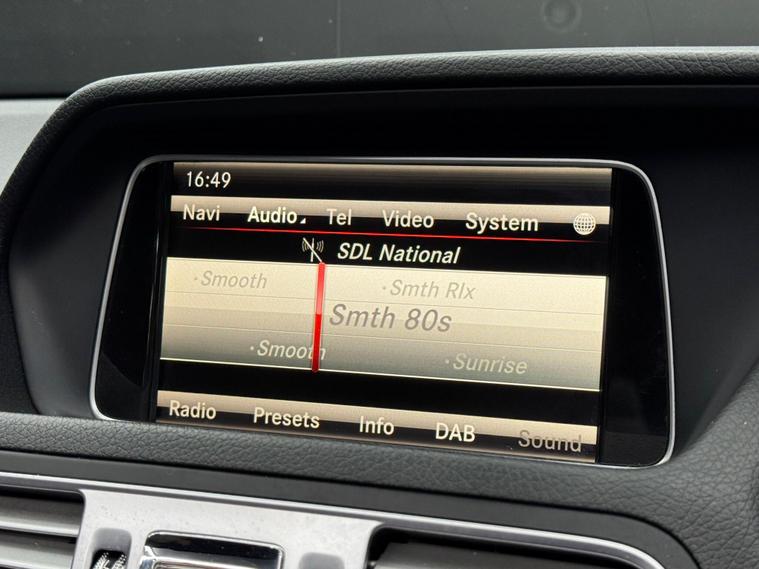 16:49
Navi Audio Tel Video System
SDL National
·Smooth ·Smth Rlx
Smth 80s
·Smooth ·Sunrise
Radio Presets Info DAB Sound